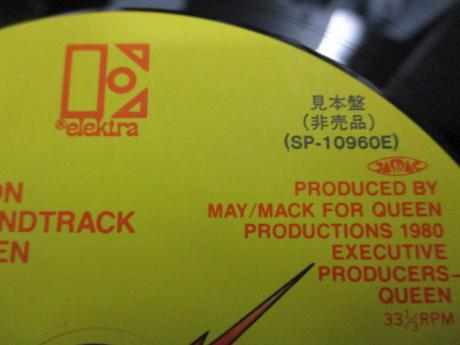 elektra
見本盤
(非売品)
(SP-10960E)
JASRAC
ON
NDTRACK
EN
PRODUCED BY
MAY/MACK FOR QUEEN
PRODUCTIONS 1980
EXECUTIVE
PRODUCERS-
QUEEN
33⅓RPM